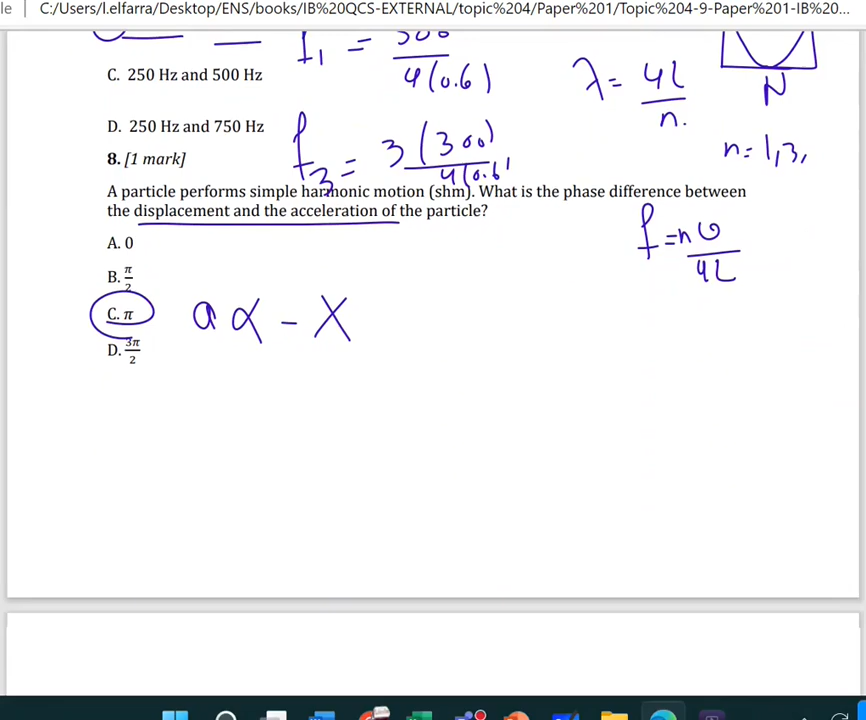 le | C:/Users/l.elfarra/Desktop/ENS/books/IB%20QCS-EXTERNAL/topic%204/Paper%201/Topic%204-9-Paper%201-IB%20...
f₁ = 300 / 4(0.6)
C. 250 Hz and 500 Hz
λ = 4L / n.
N
D. 250 Hz and 750 Hz
f₃ = 3(300) / 4(0.6)
n = 1, 3,
8. [1 mark]
A particle performs simple harmonic motion (shm). What is the phase difference between
the displacement and the acceleration of the particle?
f = nʋ / 4L
A. 0
B. π/2
C. π
a α - X
D. 3π/2